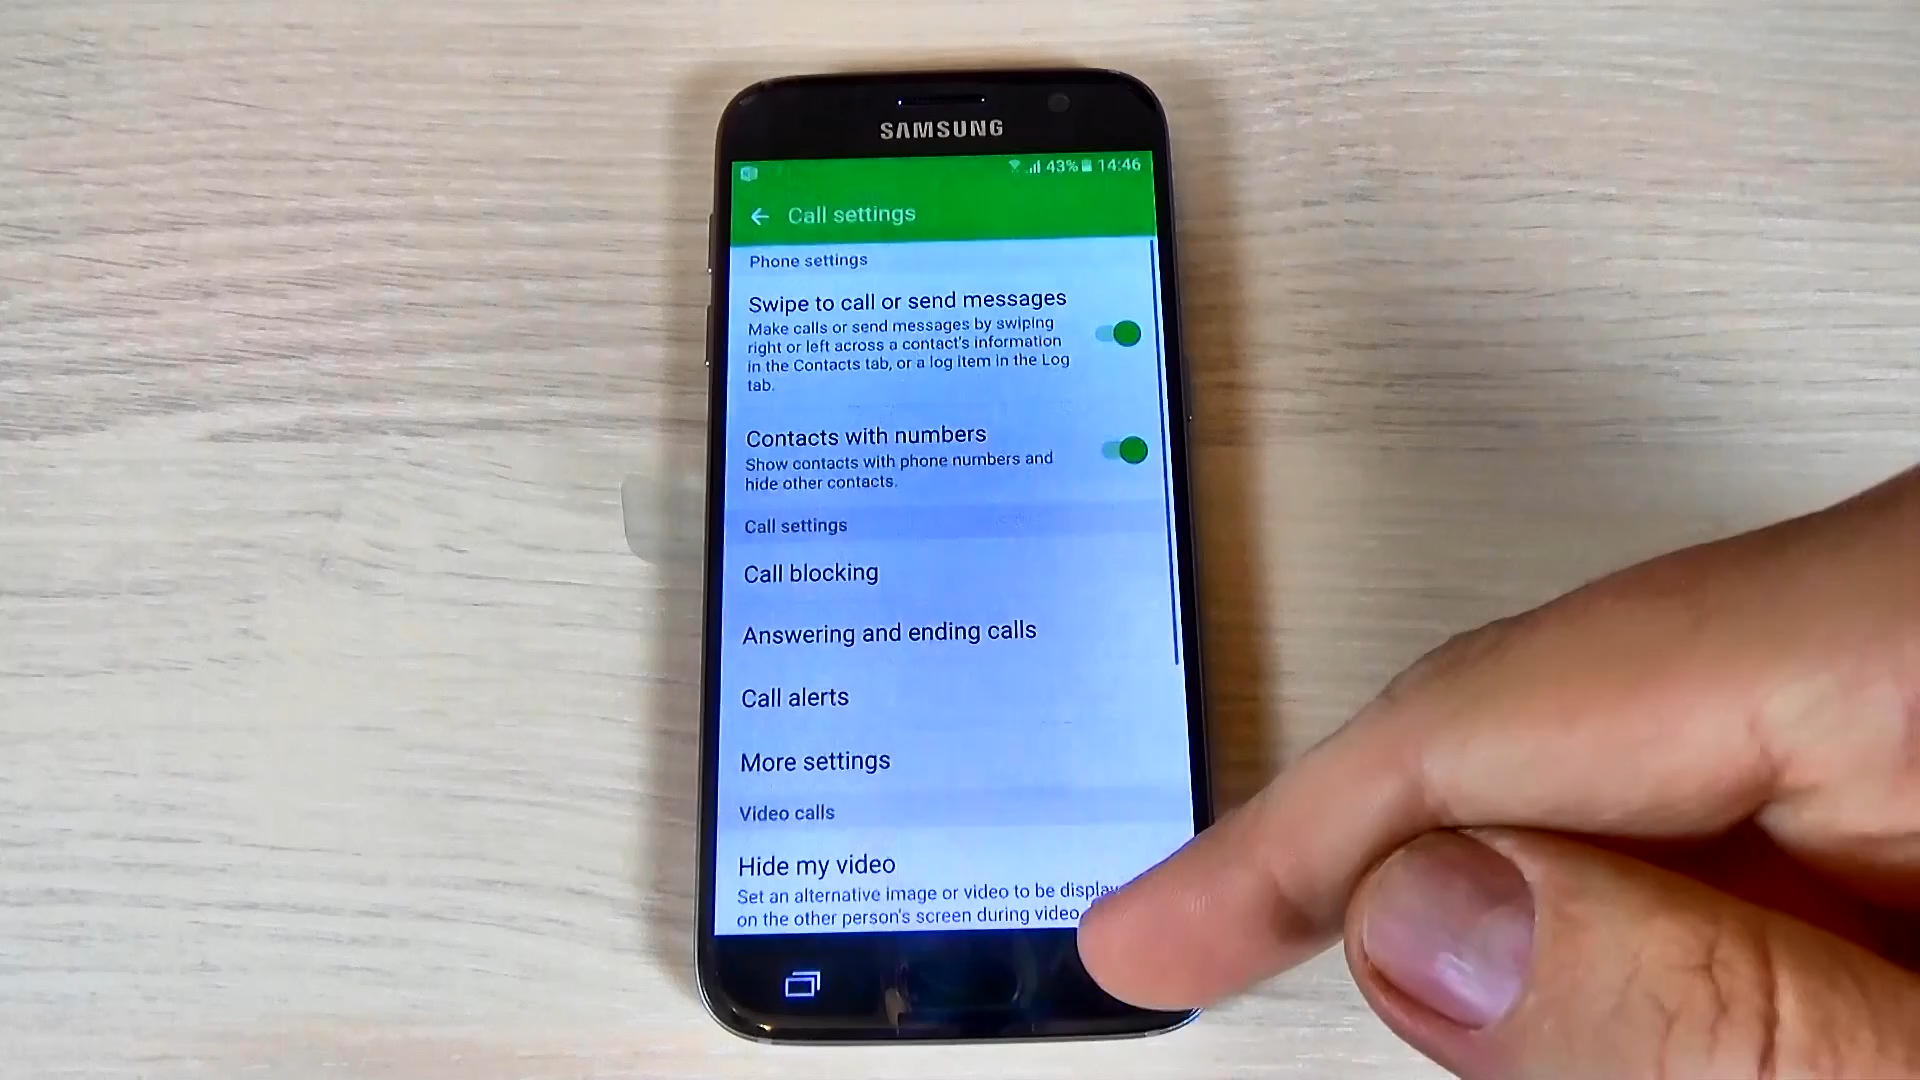 SAMSUNG
43% 14:46
Call settings
Phone settings
Swipe to call or send messages
Make calls or send messages by swiping
right or left across a contact's information
in the Contacts tab, or a log item in the Log
tab.
Contacts with numbers
Show contacts with phone numbers and
hide other contacts.
Call settings
Call blocking
Answering and ending calls
Call alerts
More settings
Video calls
Hide my video
Set an alternative image or video to be display
on the other person's screen during video